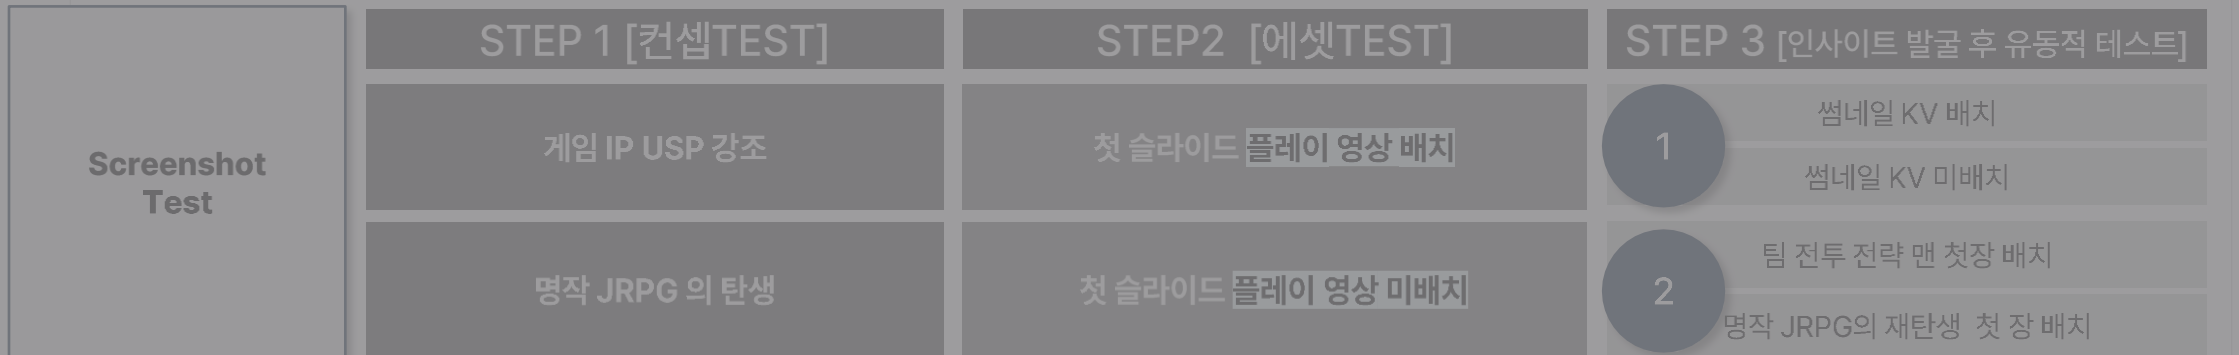 Screenshot
Test
STEP 1 [컨셉TEST]
게임 IP USP 강조
명작 JRPG 의 탄생
STEP2 [에셋TEST]
첫 슬라이드 플레이 영상 배치
첫 슬라이드 플레이 영상 미배치
STEP 3 [인사이트 발굴 후 유동적 테스트]
1
썸네일 KV 배치
썸네일 KV 미배치
2
팀 전투 전략 맨 첫장 배치
명작 JRPG의 재탄생 첫 장 배치